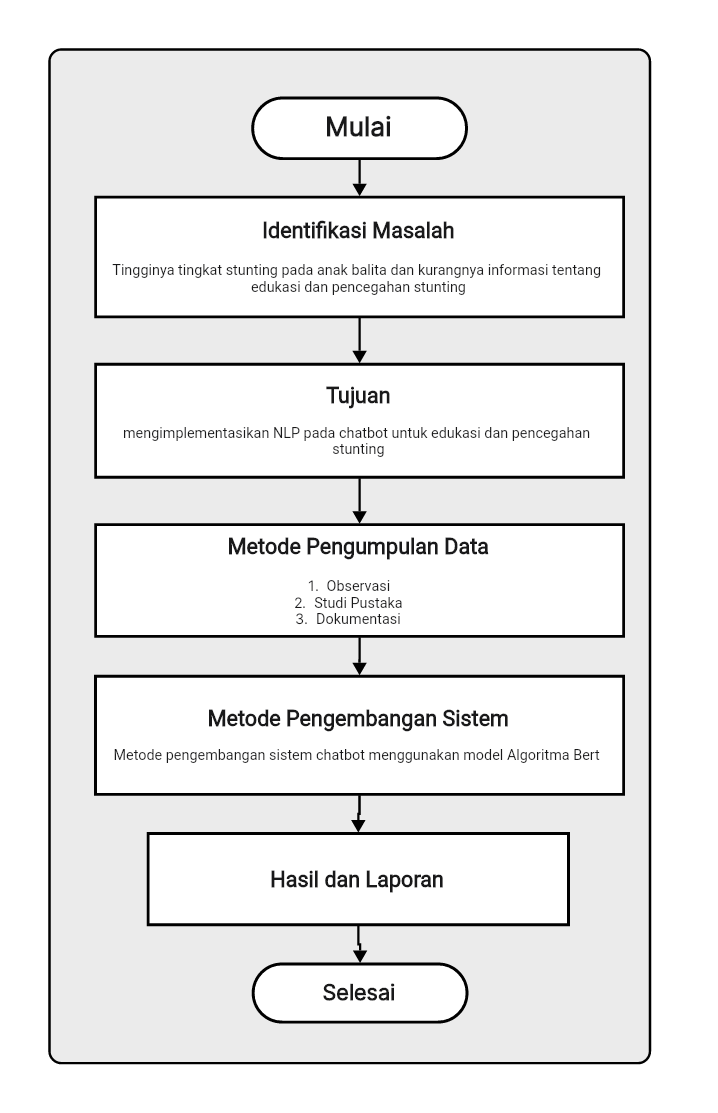 Mulai
Identifikasi Masalah
Tingginya tingkat stunting pada anak balita dan kurangnya informasi tentang
edukasi dan pencegahan stunting
Tujuan
mengimplementasikan NLP pada chatbot untuk edukasi dan pencegahan
stunting
Metode Pengumpulan Data
1. Observasi
2. Studi Pustaka
3. Dokumentasi
Metode Pengembangan Sistem
Metode pengembangan sistem chatbot menggunakan model Algoritma Bert
Hasil dan Laporan
Selesai